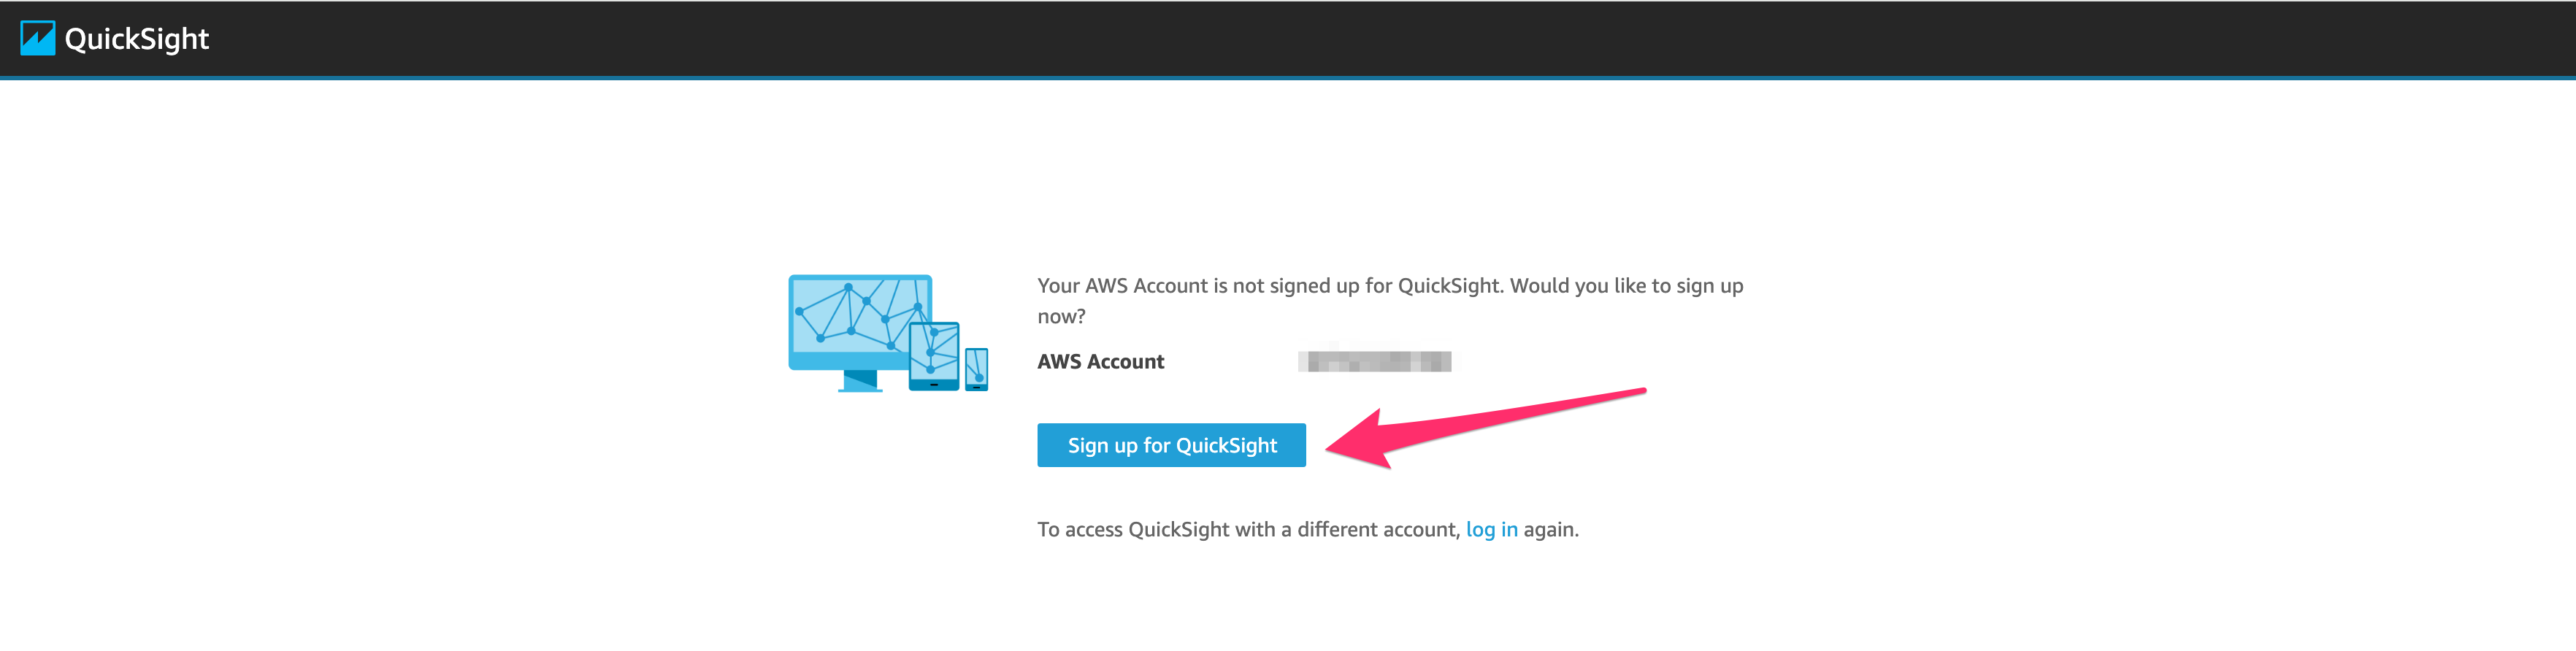 QuickSight
Your AWS Account is not signed up for QuickSight. Would you like to sign up
now?
AWS Account
Sign up for QuickSight
To access QuickSight with a different account, log in again.